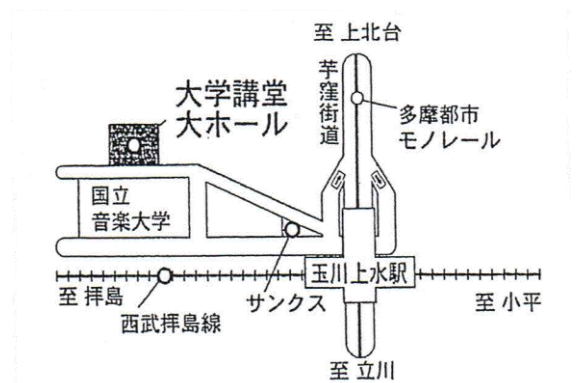 至 上北台
芋窪街道
大学講堂
大ホール
多摩都市
モノレール
国立
音楽大学
サンクス
玉川上水駅
至 拝島
西武拝島線
至 小平
至 立川